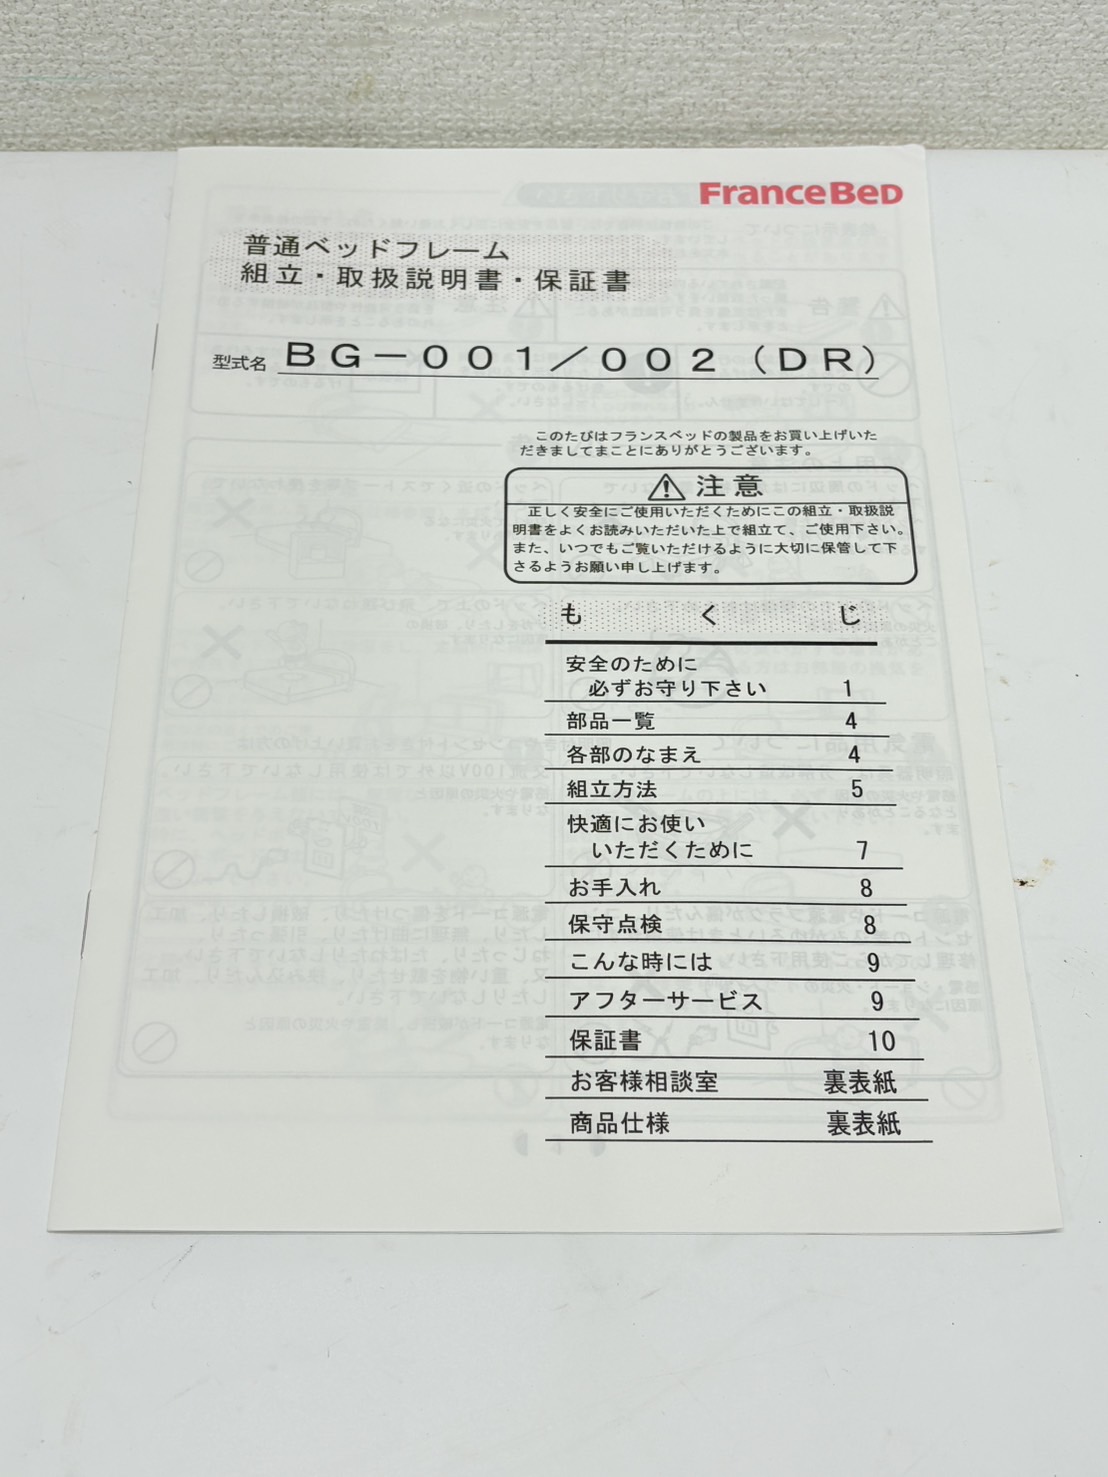 FranceBeD
普通ベッドフレーム
組立・取扱説明書・保証書
型式名 BG－001／002（DR）
このたびはフランスベッドの製品をお買い上げいた
だきましてまことにありがとうございます。
注意
正しく安全にご使用いただくためにこの組立・取扱説
明書をよくお読みいただいた上で組立て、ご使用下さい。
また、いつでもご覧いただけるように大切に保管して下
さるようお願い申し上げます。
もくじ
安全のために
必ずお守り下さい 1
部品一覧 4
各部のなまえ 4
組立方法 5
快適にお使い
いただくために 7
お手入れ 8
保守点検 8
こんな時には 9
アフターサービス 9
保証書 10
お客様相談室 裏表紙
商品仕様 裏表紙